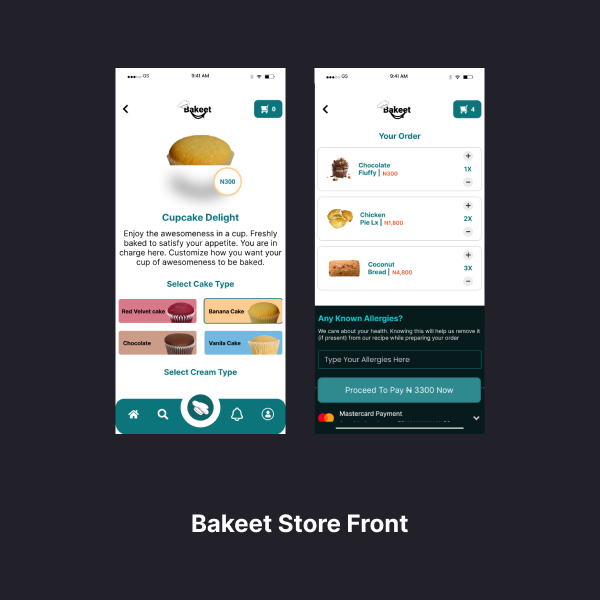 GS 9:41 AM
Bakeet
0
₦300
Cupcake Delight
Enjoy the awesomeness in a cup. Freshly
baked to satisfy your appetite. You are in
charge here. Customize how you want your
cup of awesomeness to be baked.
Select Cake Type
Red Velvet cake
Banana Cake
Chocolate
Vanila Cake
Select Cream Type
GS 9:41 AM
Bakeet
4
Your Order
Chocolate
Fluffy | ₦300
1X
Chicken
Pie Lx | ₦1,800
2X
Coconut
Bread | ₦4,800
3X
Any Known Allergies?
We care about your health. Knowing this will help us remove it
(if present) from our recipe while preparing your order
Type Your Allergies Here
Proceed To Pay ₦ 3300 Now
Mastercard Payment
Bakeet Store Front